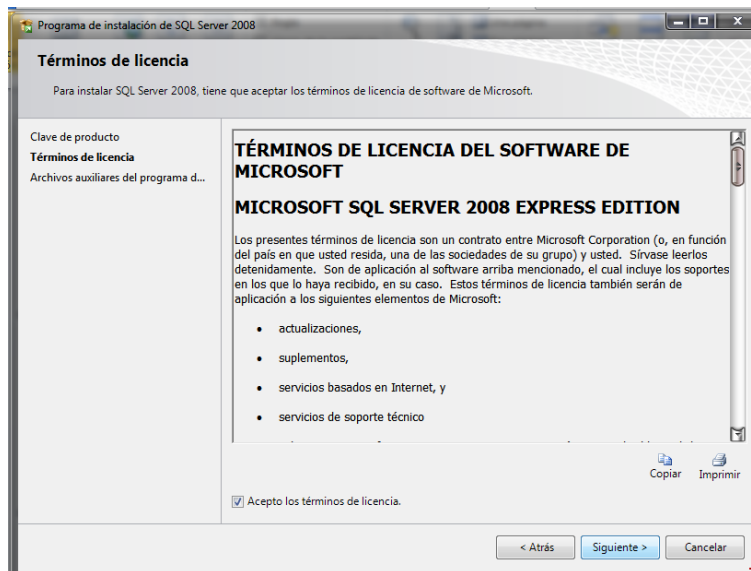 Programa de instalación de SQL Server 2008
Términos de licencia
Para instalar SQL Server 2008, tiene que aceptar los términos de licencia de software de Microsoft.
Clave de producto
Términos de licencia
Archivos auxiliares del programa d...
TÉRMINOS DE LICENCIA DEL SOFTWARE DE
MICROSOFT
MICROSOFT SQL SERVER 2008 EXPRESS EDITION
Los presentes términos de licencia son un contrato entre Microsoft Corporation (o, en función
del país en que usted resida, una de las sociedades de su grupo) y usted. Sírvase leerlos
detenidamente. Son de aplicación al software arriba mencionado, el cual incluye los soportes
en los que lo haya recibido, en su caso. Estos términos de licencia también serán de
aplicación a los siguientes elementos de Microsoft:
• actualizaciones,
• suplementos,
• servicios basados en Internet, y
• servicios de soporte técnico
Copiar Imprimir
Acepto los términos de licencia.
< Atrás Siguiente > Cancelar